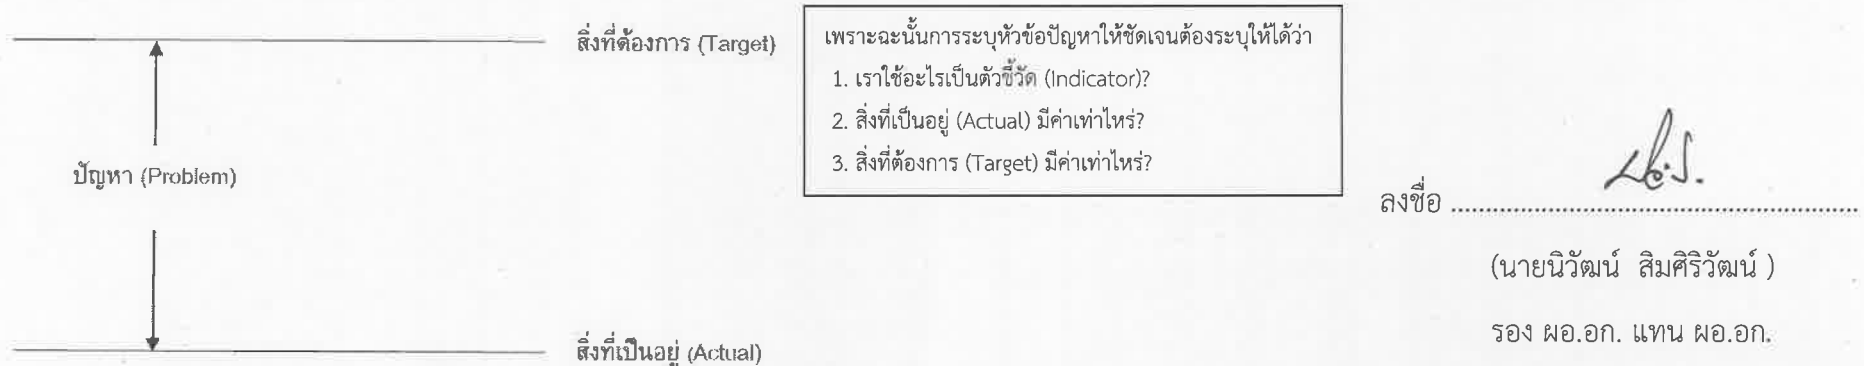 สิ่งที่ต้องการ (Target)
ปัญหา (Problem)
สิ่งที่เป็นอยู่ (Actual)
เพราะฉะนั้นการระบุหัวข้อปัญหาให้ชัดเจนต้องระบุให้ได้ว่า
1. เราใช้อะไรเป็นตัวชี้วัด (Indicator)?
2. สิ่งที่เป็นอยู่ (Actual) มีค่าเท่าไหร่?
3. สิ่งที่ต้องการ (Target) มีค่าเท่าไหร่?
ลงชื่อ ............................................................
(นายนิวัฒน์ สิมศิริวัฒน์ )
รอง ผอ.อก. แทน ผอ.อก.